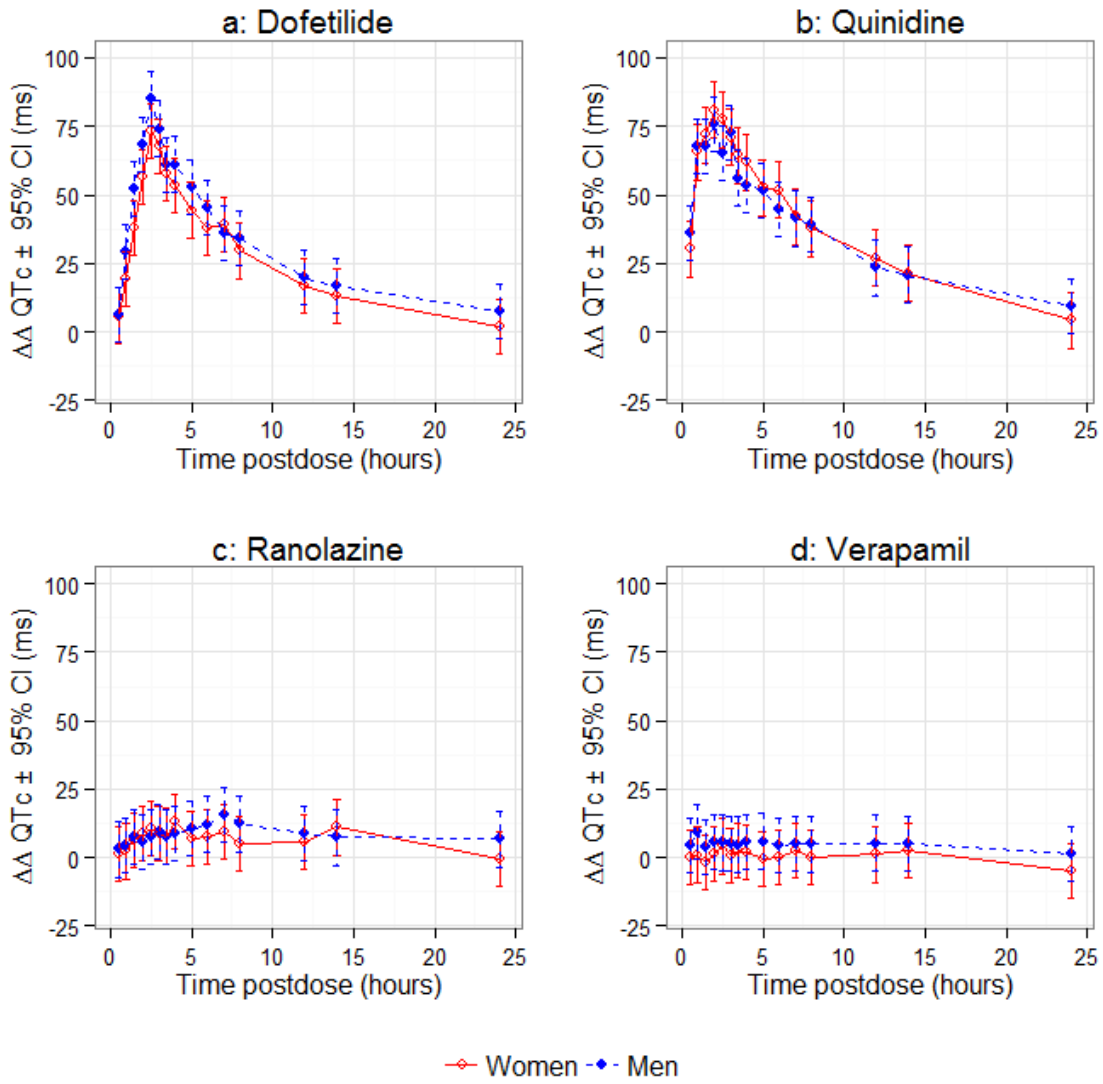 a: Dofetilide
b: Quinidine
ΔΔ QTc ± 95% CI (ms)
100
75
50
25
0
-25
0 5 10 15 20 25
Time postdose (hours)
ΔΔ QTc ± 95% CI (ms)
100
75
50
25
0
-25
0 5 10 15 20 25
Time postdose (hours)
c: Ranolazine
d: Verapamil
ΔΔ QTc ± 95% CI (ms)
100
75
50
25
0
-25
0 5 10 15 20 25
Time postdose (hours)
ΔΔ QTc ± 95% CI (ms)
100
75
50
25
0
-25
0 5 10 15 20 25
Time postdose (hours)
Women Men